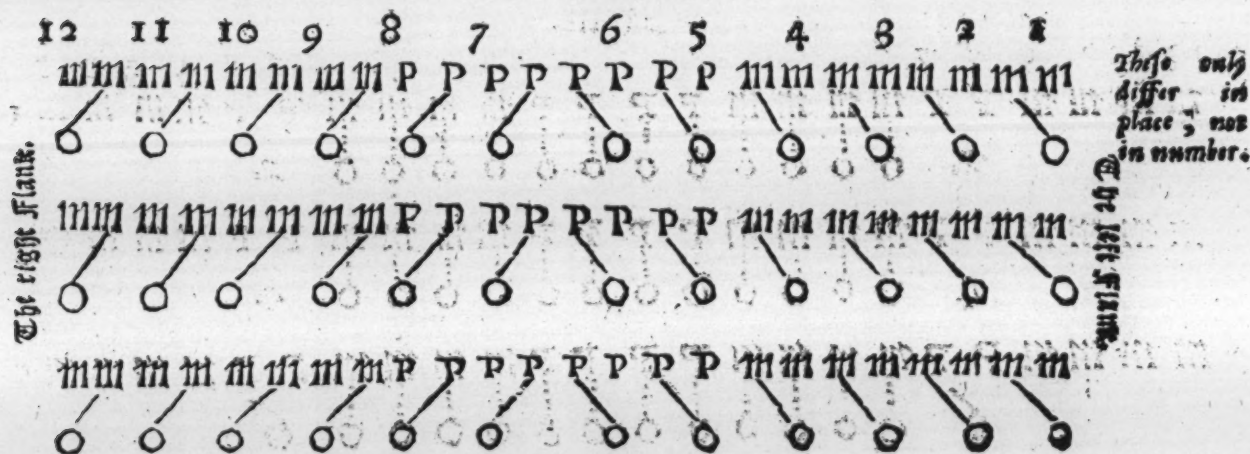 12 11 10 9 8 7 6 5 4 3 2 1
m m m m m m m m P P P P P P P P m m m m m m m m
These only
differ in
place; not
in number.
The right Flank.
The left Flank.
m m m m m m m m P P P P P P P P m m m m m m m m
m m m m m m m m P P P P P P P P m m m m m m m m